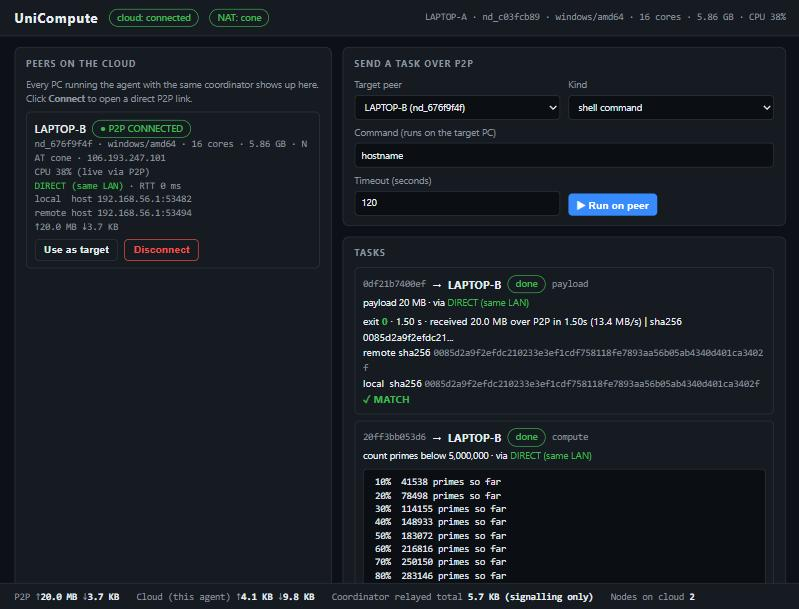 UniCompute
cloud: connected
NAT: cone
LAPTOP-A · nd_c03fcb89 · windows/amd64 · 16 cores · 5.86 GB · CPU 38%
PEERS ON THE CLOUD
Every PC running the agent with the same coordinator shows up here.
Click Connect to open a direct P2P link.
LAPTOP-B
● P2P CONNECTED
nd_676f9f4f · windows/amd64 · 16 cores · 5.86 GB · N
AT cone · 106.193.247.101
CPU 38% (live via P2P)
DIRECT (same LAN) · RTT 0 ms
local host 192.168.56.1:53482
remote host 192.168.56.1:53494
↑20.0 MB ↓3.7 KB
Use as target
Disconnect
SEND A TASK OVER P2P
Target peer
Kind
LAPTOP-B (nd_676f9f4f)
shell command
Command (runs on the target PC)
hostname
Timeout (seconds)
120
▶ Run on peer
TASKS
0df21b7400ef → LAPTOP-B done payload
payload 20 MB · via DIRECT (same LAN)
exit 0 · 1.50 s · received 20.0 MB over P2P in 1.50s (13.4 MB/s) | sha256
0085d2a9f2efdc21...
remote sha256 0085d2a9f2efdc210233e3ef1cdf758118fe7893aa56b05ab4340d401ca3402
f
local sha256 0085d2a9f2efdc210233e3ef1cdf758118fe7893aa56b05ab4340d401ca3402f
✓ MATCH
20ff3bb053d6 → LAPTOP-B done compute
count primes below 5,000,000 · via DIRECT (same LAN)
10% 41538 primes so far
20% 78498 primes so far
30% 114155 primes so far
40% 148933 primes so far
50% 183072 primes so far
60% 216816 primes so far
70% 250150 primes so far
80% 283146 primes so far
P2P ↑20.0 MB ↓3.7 KB Cloud (this agent) ↑4.1 KB ↓9.8 KB Coordinator relayed total 5.7 KB (signalling only) Nodes on cloud 2